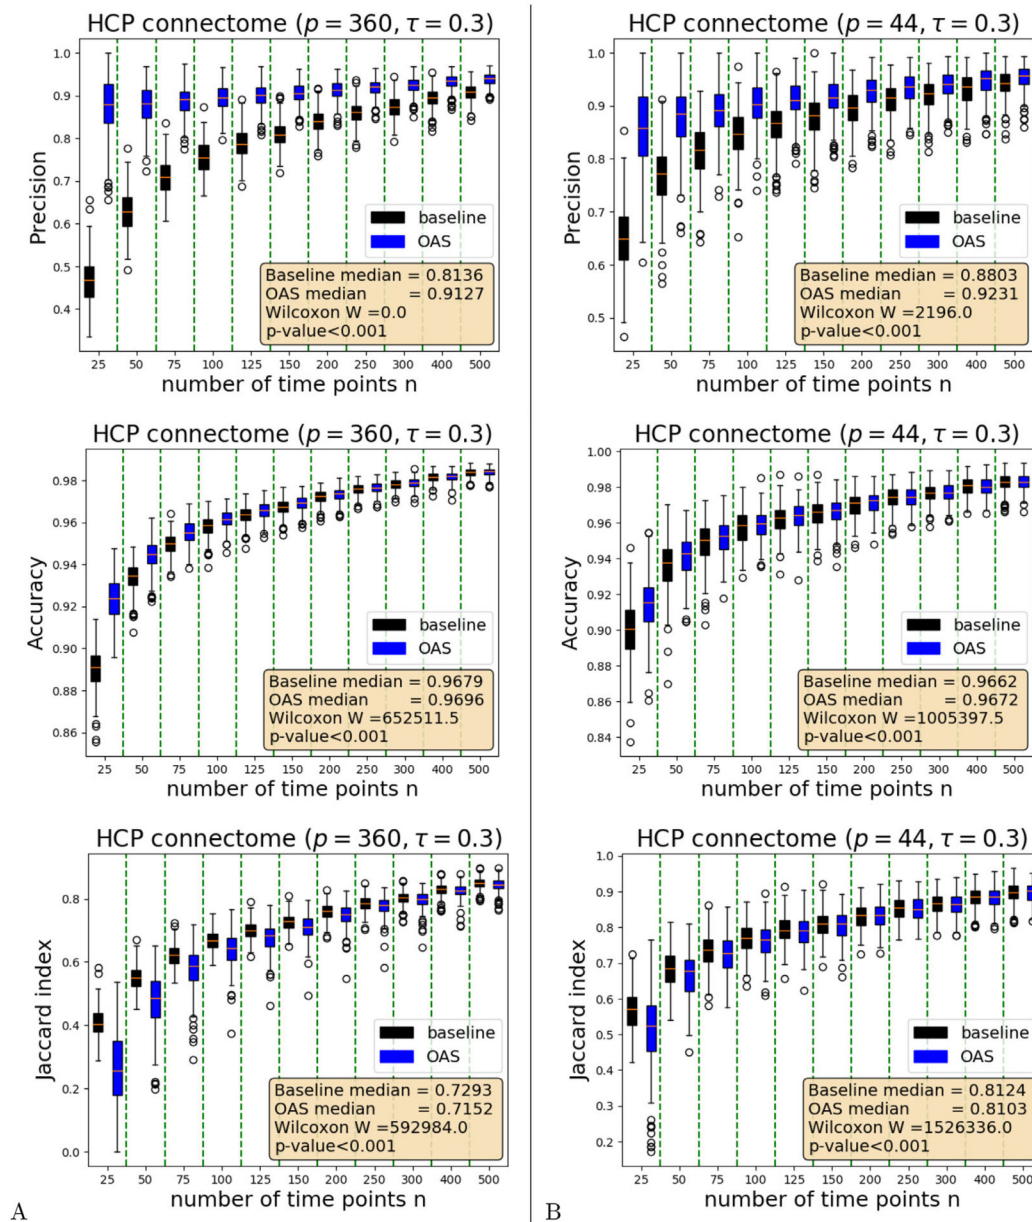 HCP connectome (p = 360, τ = 0.3)
1.0
0.9
0.8
0.7
0.6
0.5
0.4
Precision
baseline
OAS
Baseline median = 0.8136
OAS median = 0.9127
Wilcoxon W =0.0
p-value<0.001
25 50 75 100 125 150 200 250 300 400 500
number of time points n
HCP connectome (p = 44, τ = 0.3)
1.0
0.9
0.8
0.7
0.6
0.5
Precision
baseline
OAS
Baseline median = 0.8803
OAS median = 0.9231
Wilcoxon W =2196.0
p-value<0.001
25 50 75 100 125 150 200 250 300 400 500
number of time points n
HCP connectome (p = 360, τ = 0.3)
0.98
0.96
0.94
0.92
0.90
0.88
0.86
Accuracy
baseline
OAS
Baseline median = 0.9679
OAS median = 0.9696
Wilcoxon W =652511.5
p-value<0.001
25 50 75 100 125 150 200 250 300 400 500
number of time points n
HCP connectome (p = 44, τ = 0.3)
1.00
0.98
0.96
0.94
0.92
0.90
0.88
0.86
0.84
Accuracy
baseline
OAS
Baseline median = 0.9662
OAS median = 0.9672
Wilcoxon W =1005397.5
p-value<0.001
25 50 75 100 125 150 200 250 300 400 500
number of time points n
HCP connectome (p = 360, τ = 0.3)
0.8
0.6
0.4
0.2
0.0
Jaccard index
baseline
OAS
Baseline median = 0.7293
OAS median = 0.7152
Wilcoxon W =592984.0
p-value<0.001
25 50 75 100 125 150 200 250 300 400 500
number of time points n
HCP connectome (p = 44, τ = 0.3)
1.0
0.9
0.8
0.7
0.6
0.5
0.4
0.3
0.2
Jaccard index
baseline
OAS
Baseline median = 0.8124
OAS median = 0.8103
Wilcoxon W =1526336.0
p-value<0.001
25 50 75 100 125 150 200 250 300 400 500
number of time points n
A
B